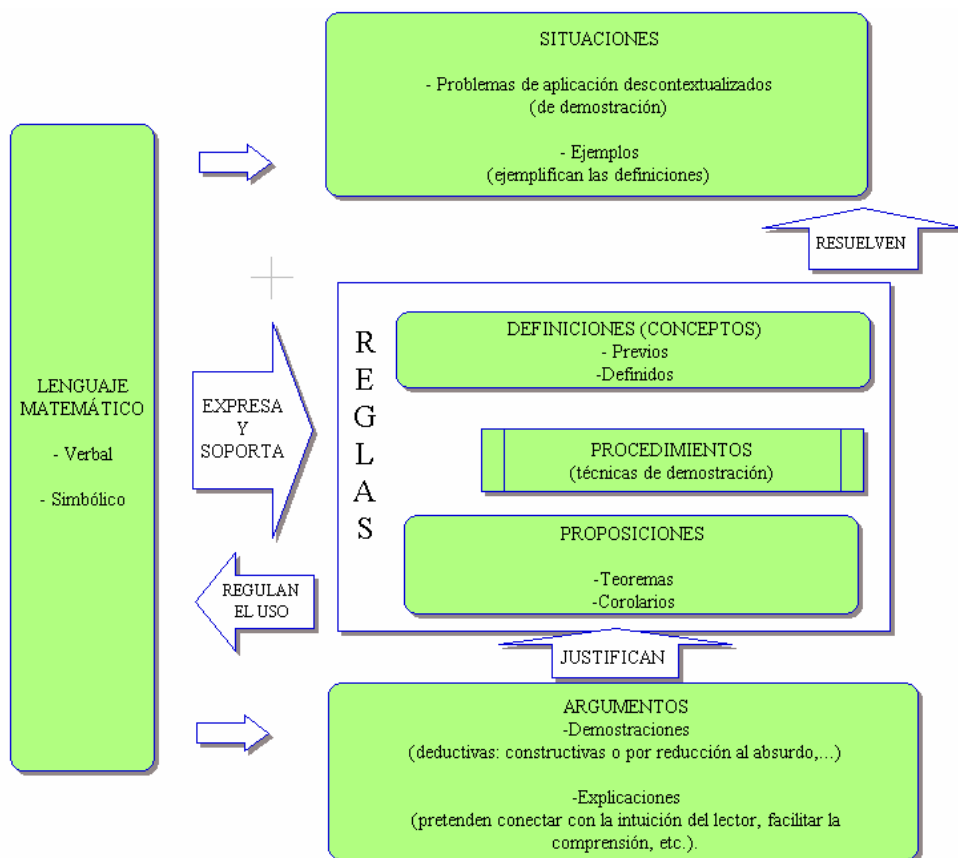 SITUACIONES
- Problemas de aplicación descontextualizados
(de demostración)
- Ejemplos
(ejemplifican las definiciones)
RESUELVEN
LENGUAJE
MATEMÁTICO
- Verbal
- Simbólico
EXPRESA
Y
SOPORTA
REGULAN
EL USO
R
E
G
L
A
S
DEFINICIONES (CONCEPTOS)
- Previos
-Definidos
PROCEDIMIENTOS
(técnicas de demostración)
PROPOSICIONES
-Teoremas
-Corolarios
JUSTIFICAN
ARGUMENTOS
-Demostraciones
(deductivas: constructivas o por reducción al absurdo,...)
-Explicaciones
(pretenden conectar con la intuición del lector, facilitar la
comprensión, etc.).